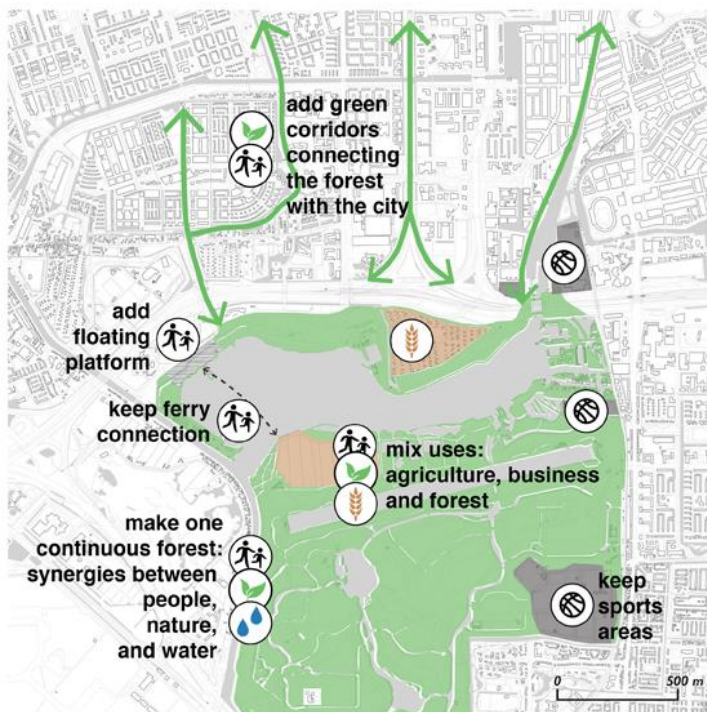 add green
corridors
connecting
the forest
with the city
add
floating
platform
keep ferry
connection
mix uses:
agriculture, business
and forest
make one
continuous forest:
synergies between
people,
nature,
and water
keep
sports
areas
0 500 m